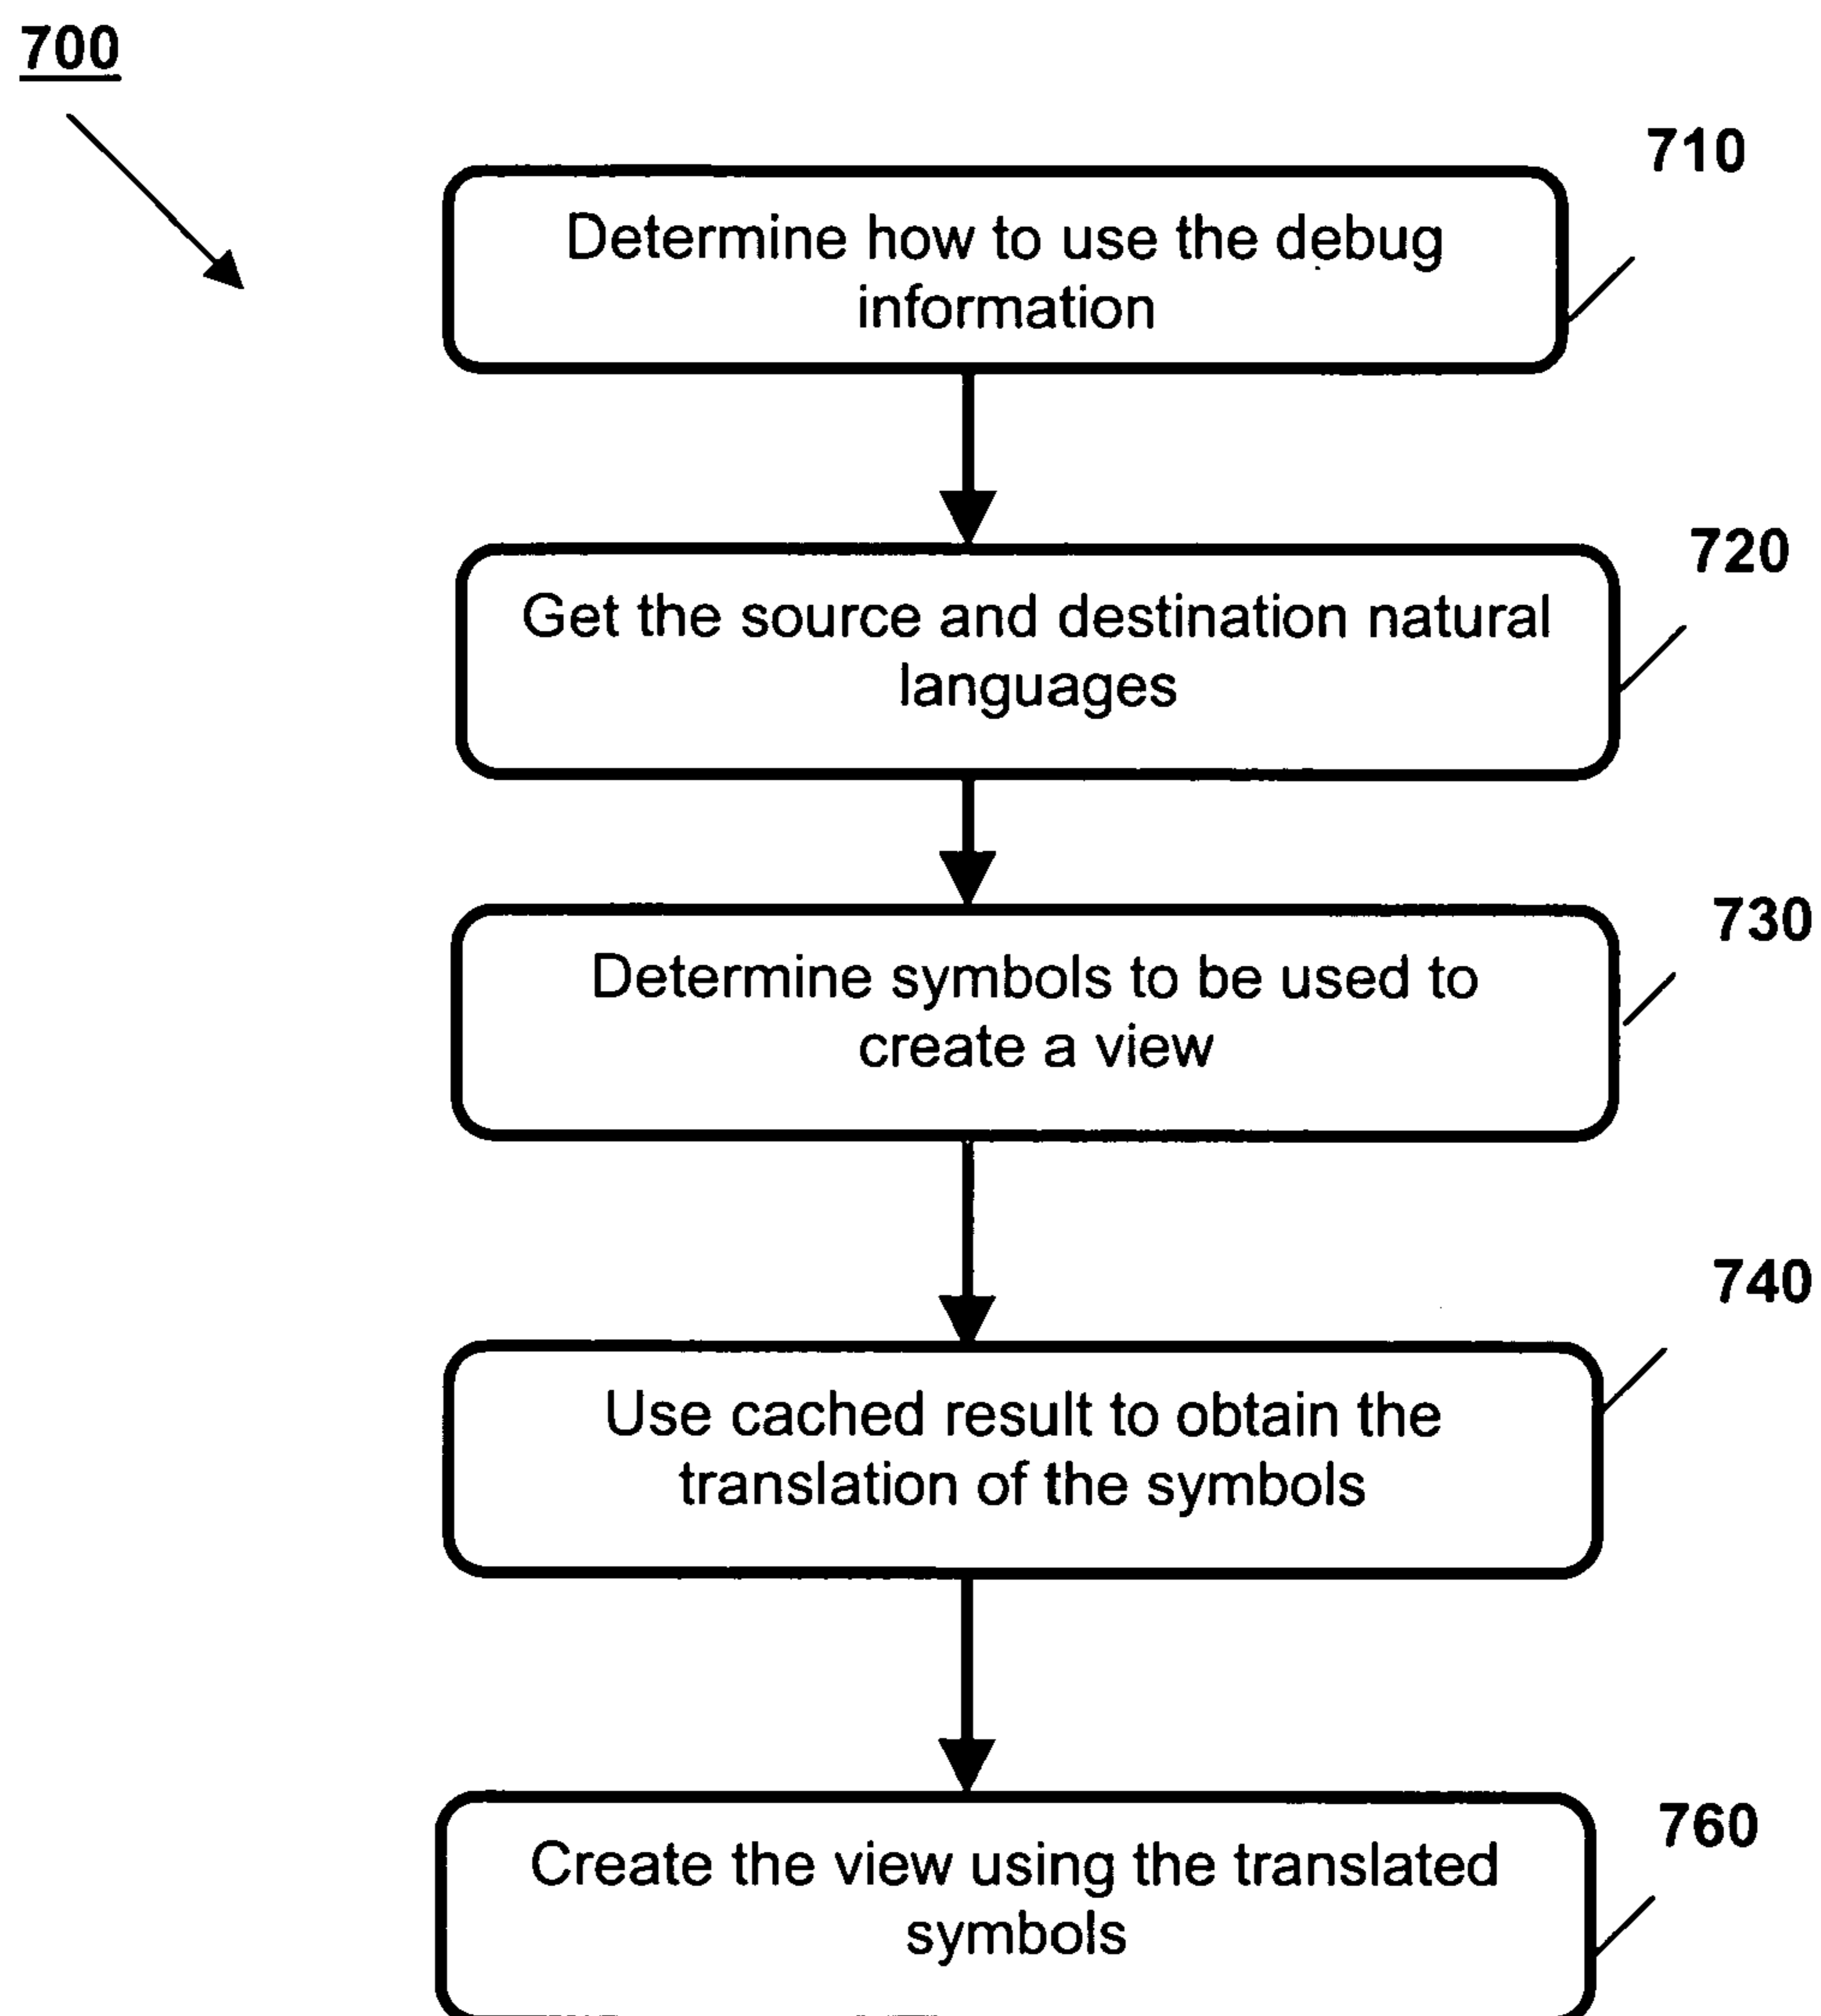 700
710
Determine how to use the debug
information
720
Get the source and destination natural
languages
730
Determine symbols to be used to
create a view
740
Use cached result to obtain the
translation of the symbols
760
Create the view using the translated
symbols